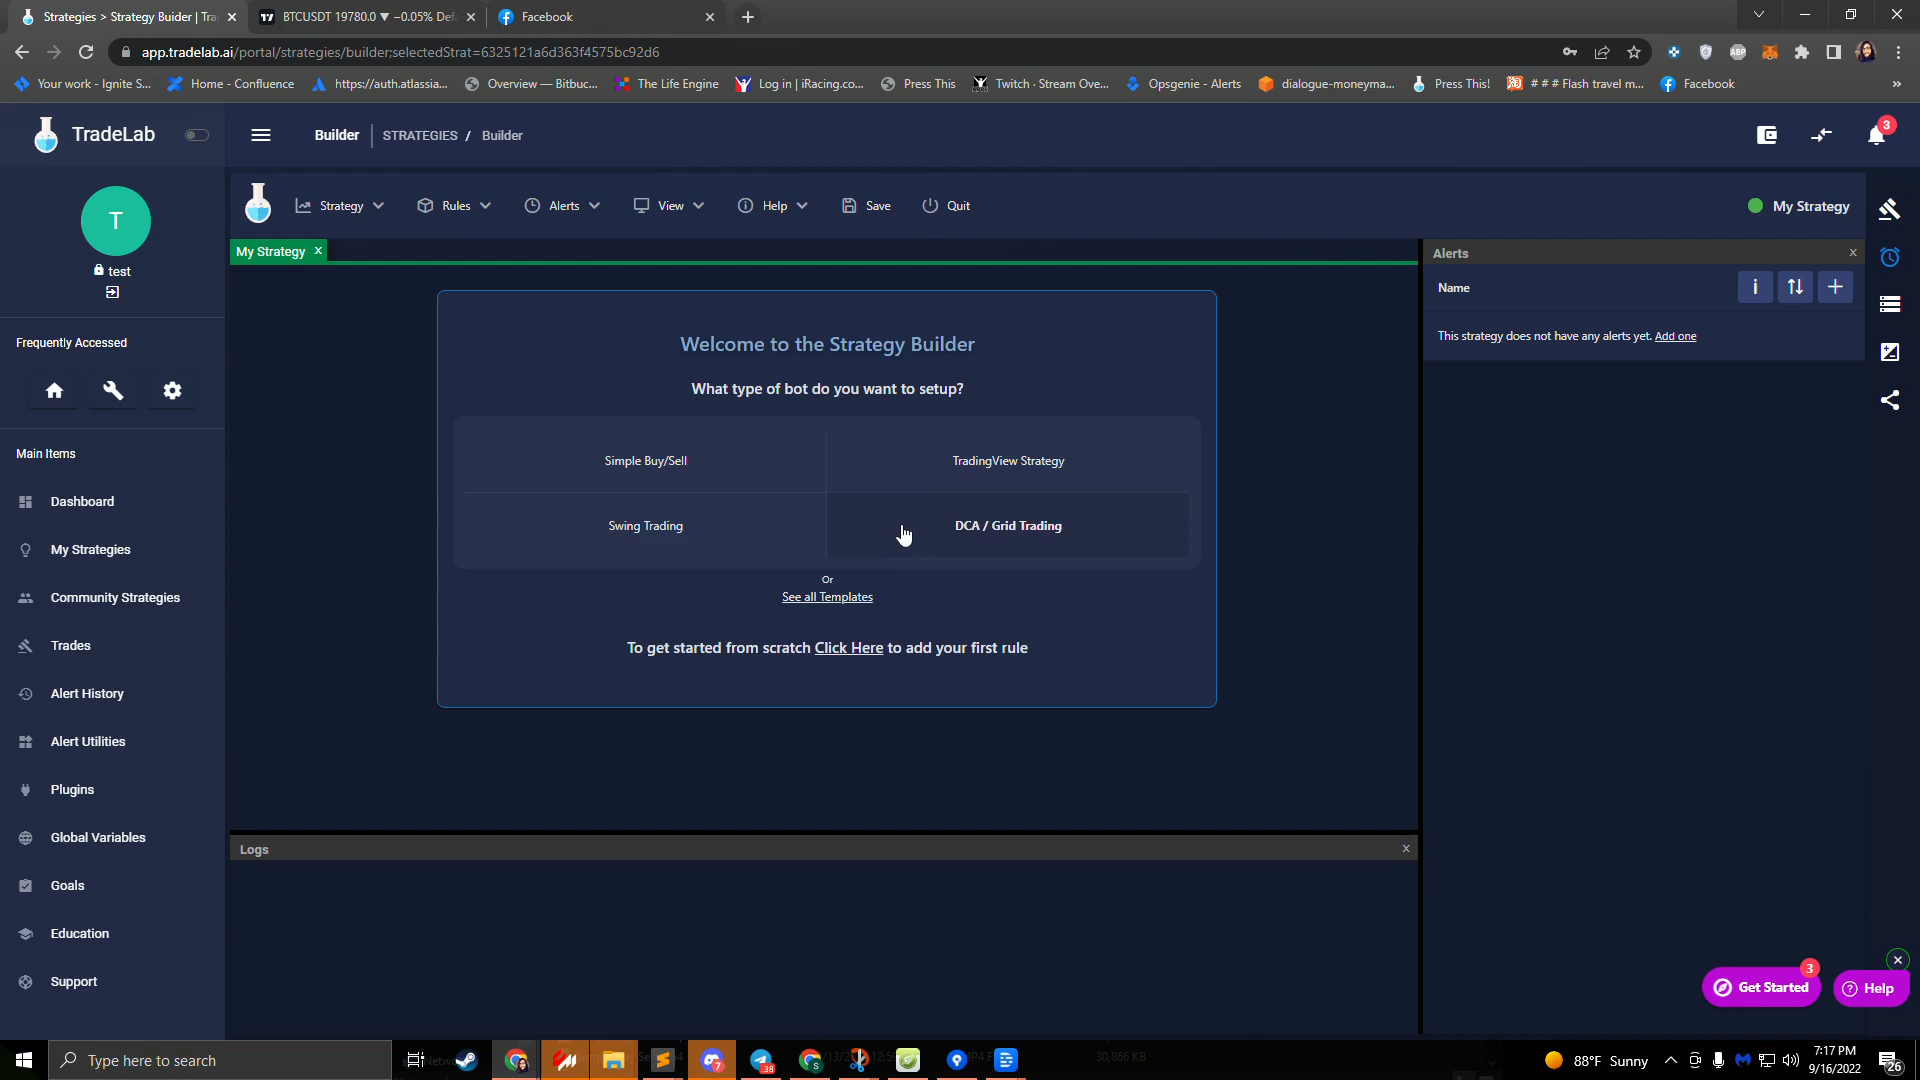 Strategies > Strategy Buider | Tra
BTCUSDT 19780.0 ▼ −0.05% Def
Facebook
app.tradelab.ai/portal/strategies/builder;selectedStrat=6325121a6d363f4575bc92d6
ABP
Your work - Ignite S...
Home - Confluence
https://auth.atlassia...
Overview — Bitbuc...
The Life Engine
Log in | iRacing.co...
Press This
Twitch · Stream Ove...
Opsgenie - Alerts
dialogue-moneyma...
Press This!
# # # Flash travel m...
Facebook
»
TradeLab
Builder
STRATEGIES / Builder
3
T
test
Strategy
Rules
Alerts
View
Help
Save
Quit
My Strategy
My Strategy x
Alerts x
Name
i
This strategy does not have any alerts yet. Add one
Frequently Accessed
Main Items
Dashboard
My Strategies
Community Strategies
Trades
Alert History
Alert Utilities
Plugins
Global Variables
Goals
Education
Support
Welcome to the Strategy Builder
What type of bot do you want to setup?
Simple Buy/Sell
TradingView Strategy
Swing Trading
DCA / Grid Trading
Or
See all Templates
To get started from scratch Click Here to add your first rule
Logs x
Get Started
3
Help
Type here to search
7
38
30,866 KB
88°F Sunny
7:17 PM
9/16/2022
26